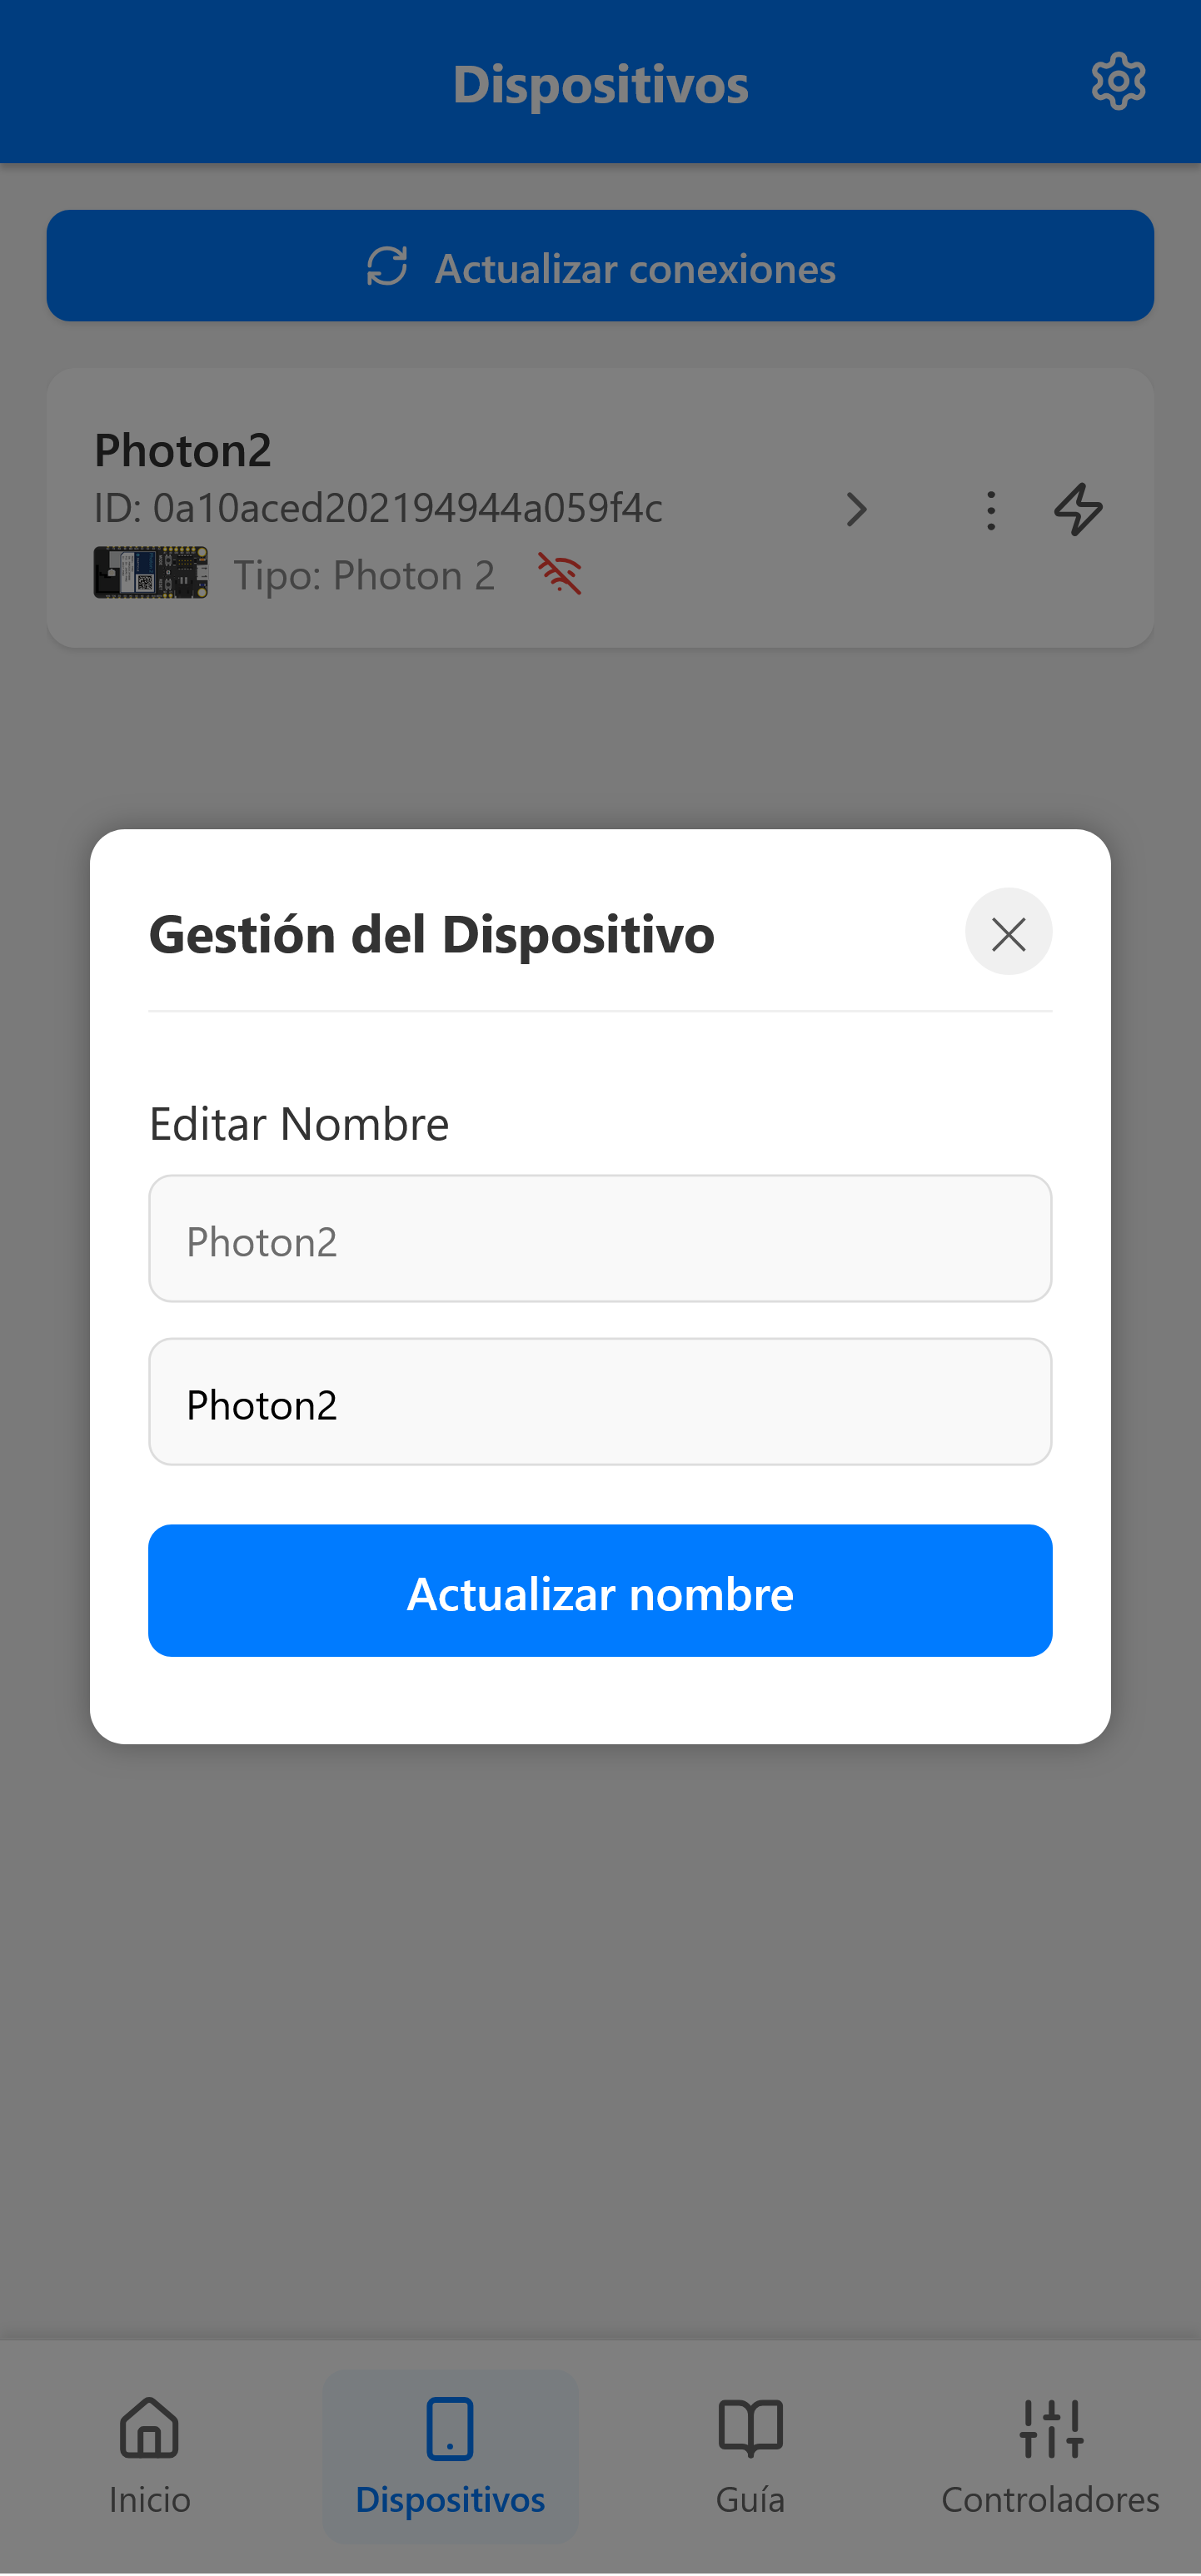 Dispositivos
Actualizar conexiones
Photon2
ID: 0a10aced202194944a059f4c
Tipo: Photon 2
Gestión del Dispositivo
Editar Nombre
Photon2
Photon2
Actualizar nombre
Inicio
Dispositivos
Guía
Controladores